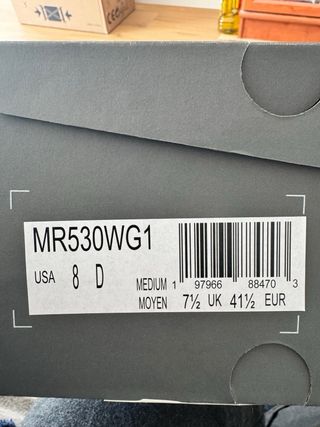 MR530WG1
USA 8 D
MEDIUM 1 97966 88470 3
MOYEN 7½ UK 41½ EUR